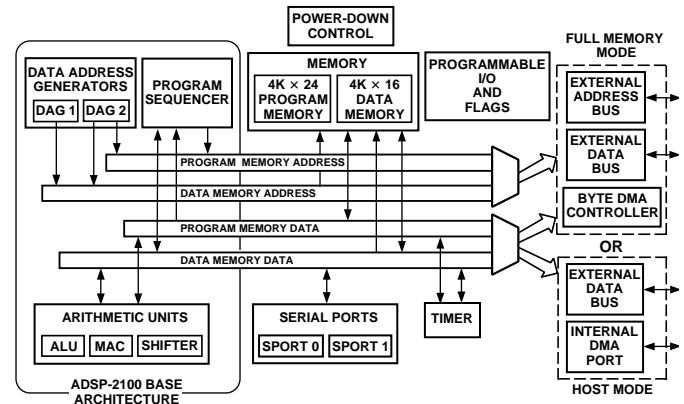 POWER-DOWN
CONTROL
FULL MEMORY
MODE
DATA ADDRESS
GENERATORS
DAG 1
DAG 2
PROGRAM
SEQUENCER
MEMORY
4K × 24
PROGRAM
MEMORY
4K × 16
DATA
MEMORY
PROGRAMMABLE
I/O
AND
FLAGS
EXTERNAL
ADDRESS
BUS
EXTERNAL
DATA
BUS
BYTE DMA
CONTROLLER
PROGRAM MEMORY ADDRESS
DATA MEMORY ADDRESS
PROGRAM MEMORY DATA
DATA MEMORY DATA
OR
ARITHMETIC UNITS
ALU
MAC
SHIFTER
SERIAL PORTS
SPORT 0
SPORT 1
TIMER
EXTERNAL
DATA
BUS
INTERNAL
DMA
PORT
HOST MODE
ADSP-2100 BASE
ARCHITECTURE